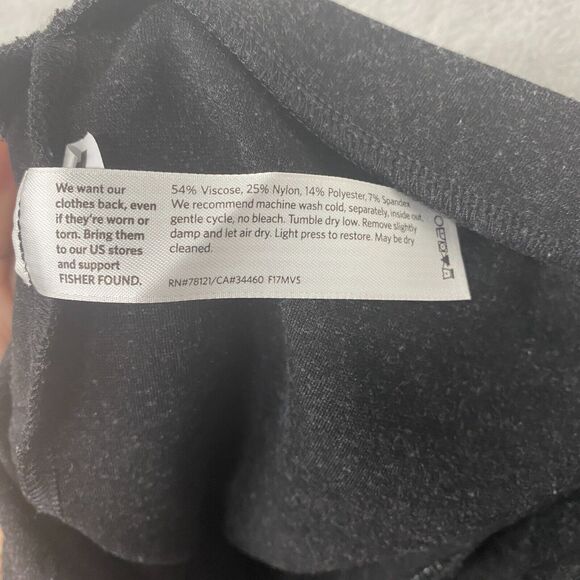 We want our
clothes back, even
if they're worn or
torn. Bring them
to our US stores
and support
FISHER FOUND.
54% Viscose, 25% Nylon, 14% Polyester, 7% Spandex
We recommend machine wash cold, separately, inside out,
gentle cycle, no bleach. Tumble dry low. Remove slightly
damp and let air dry. Light press to restore. May be dry
cleaned.
RN#78121/CA#34460 F17MVS